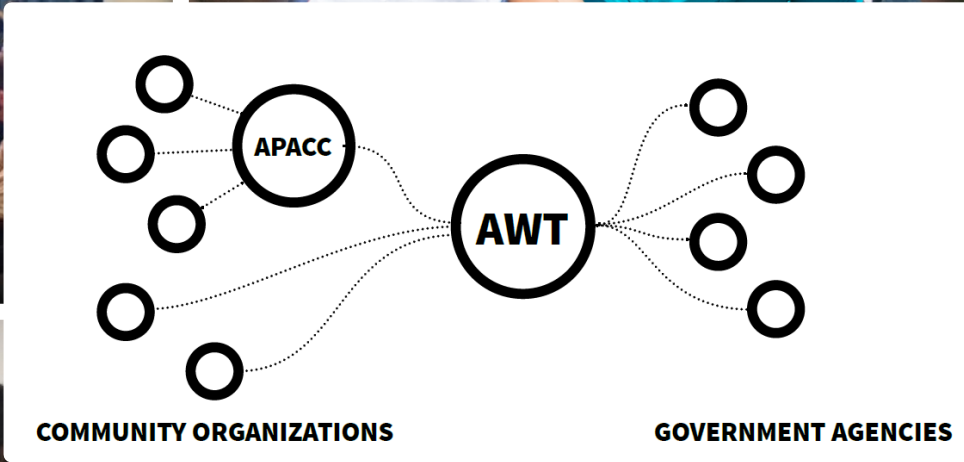 APACC
AWT
COMMUNITY ORGANIZATIONS
GOVERNMENT AGENCIES